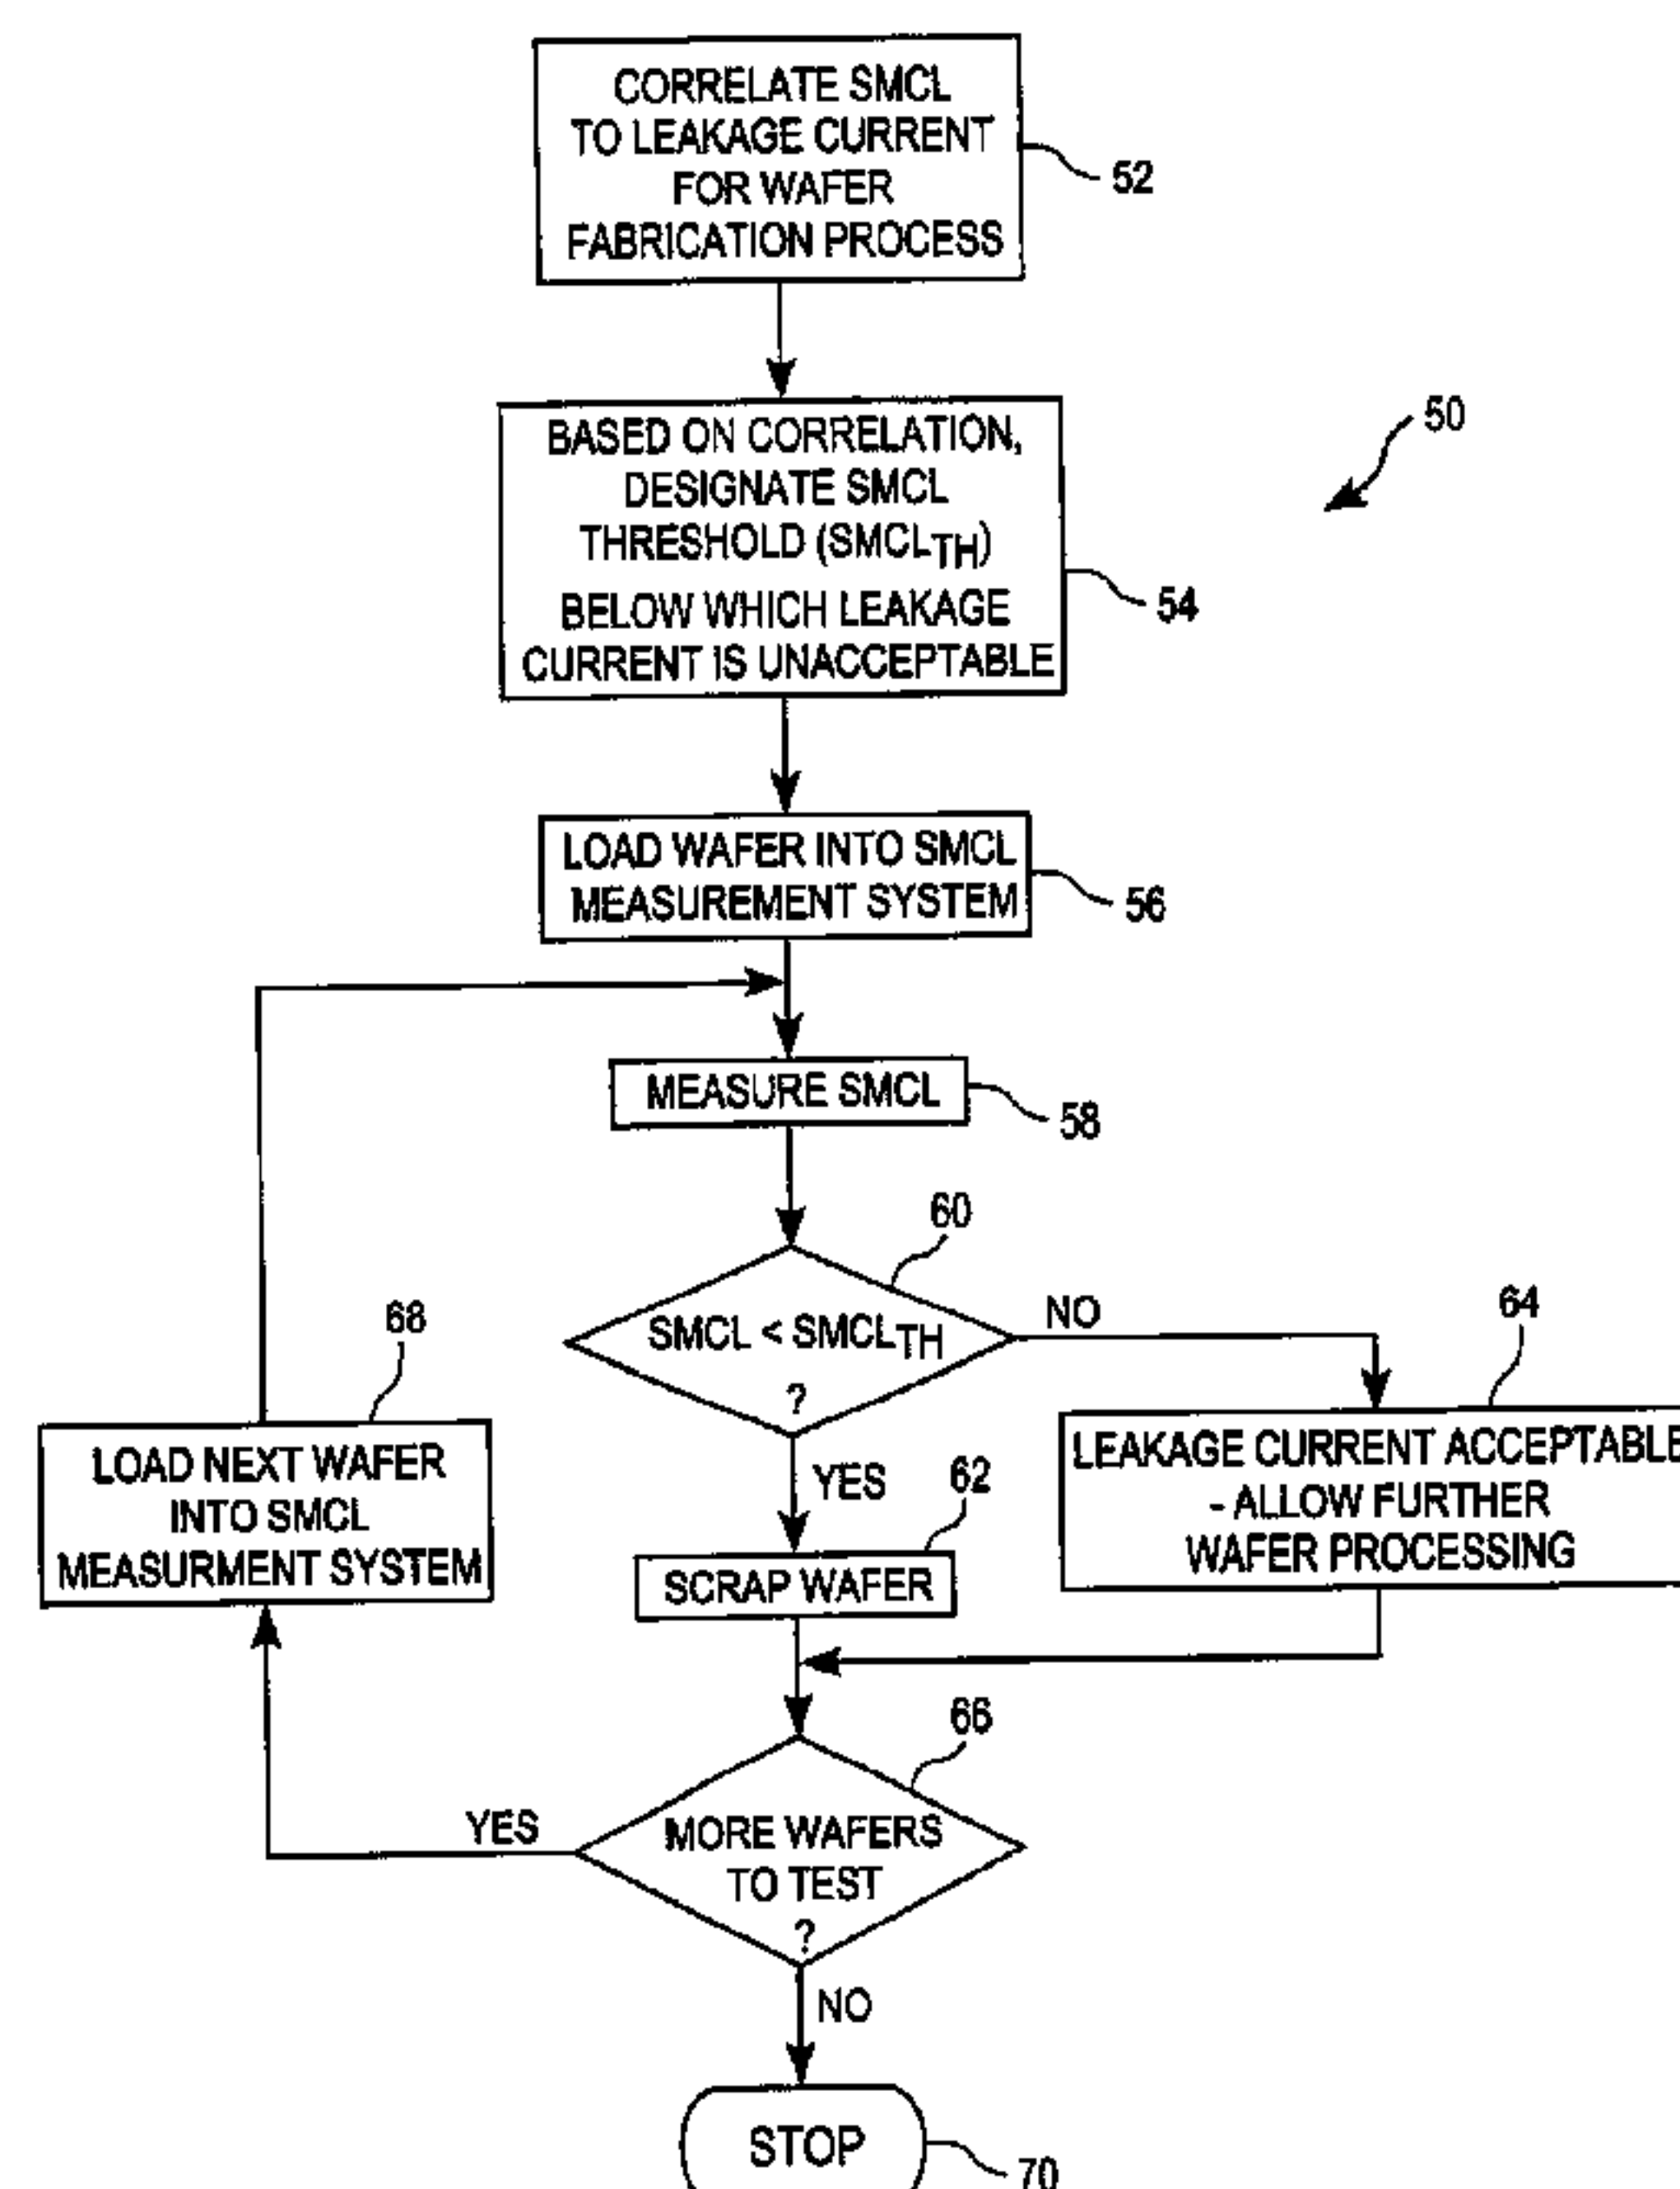 CORRELATE SMCL
TO LEAKAGE CURRENT
FOR WAFER
FABRICATION PROCESS
52
50
BASED ON CORRELATION,
DESIGNATE SMCL
THRESHOLD (SMCLTH)
BELOW WHICH LEAKAGE
CURRENT IS UNACCEPTABLE
54
LOAD WAFER INTO SMCL
MEASUREMENT SYSTEM
56
MEASURE SMCL
58
60
SMCL < SMCLTH
?
NO
64
LEAKAGE CURRENT ACCEPTABLE
- ALLOW FURTHER
WAFER PROCESSING
68
LOAD NEXT WAFER
INTO SMCL
MEASURMENT SYSTEM
YES
62
SCRAP WAFER
66
YES
MORE WAFERS
TO TEST
?
NO
STOP
70